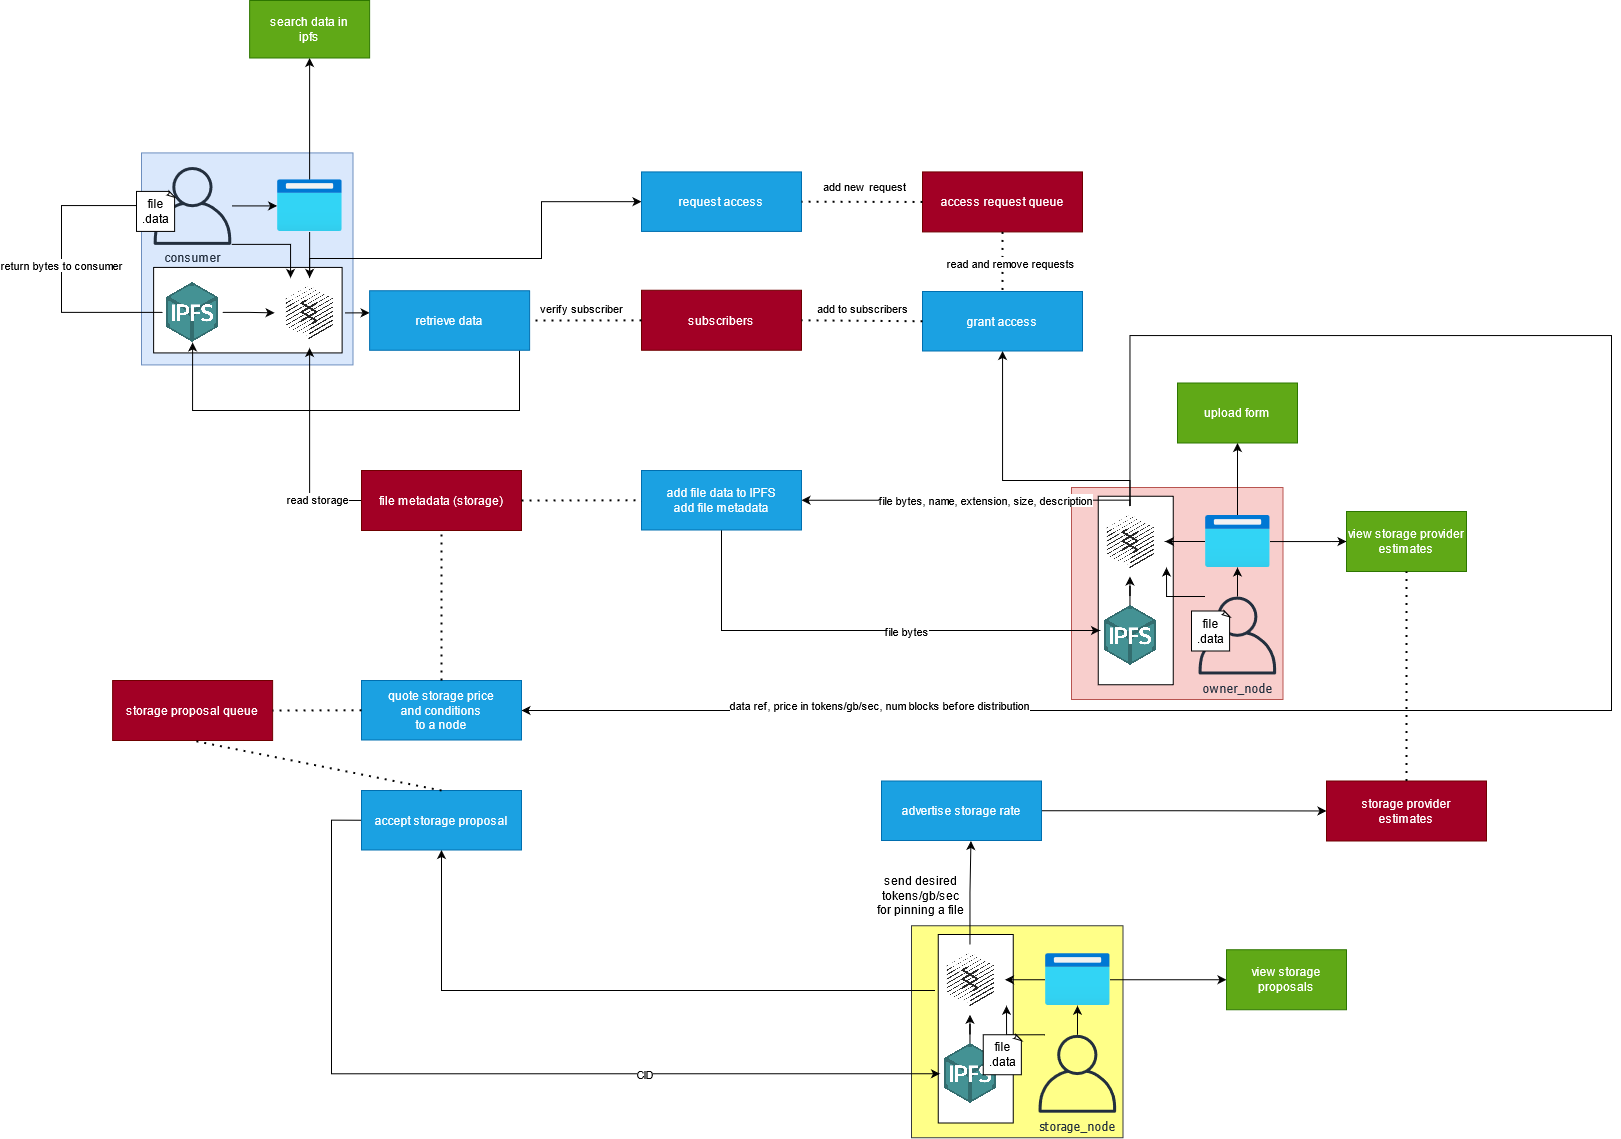 search data in
ipfs
file
.data
consumer
return bytes to consumer
IPFS
request access
add new request
access request queue
read and remove requests
retrieve data
verify subscriber
subscribers
add to subscribers
grant access
upload form
read storage
file metadata (storage)
add file data to IPFS
add file metadata
file bytes, name, extension, size, description
view storage provider
estimates
file bytes
IPFS
file
.data
owner_node
storage proposal queue
quote storage price
and conditions
to a node
data ref, price in tokens/gb/sec, num blocks before distribution
accept storage proposal
advertise storage rate
storage provider
estimates
send desired
tokens/gb/sec
for pinning a file
view storage
proposals
file
.data
IPFS
CID
storage_node